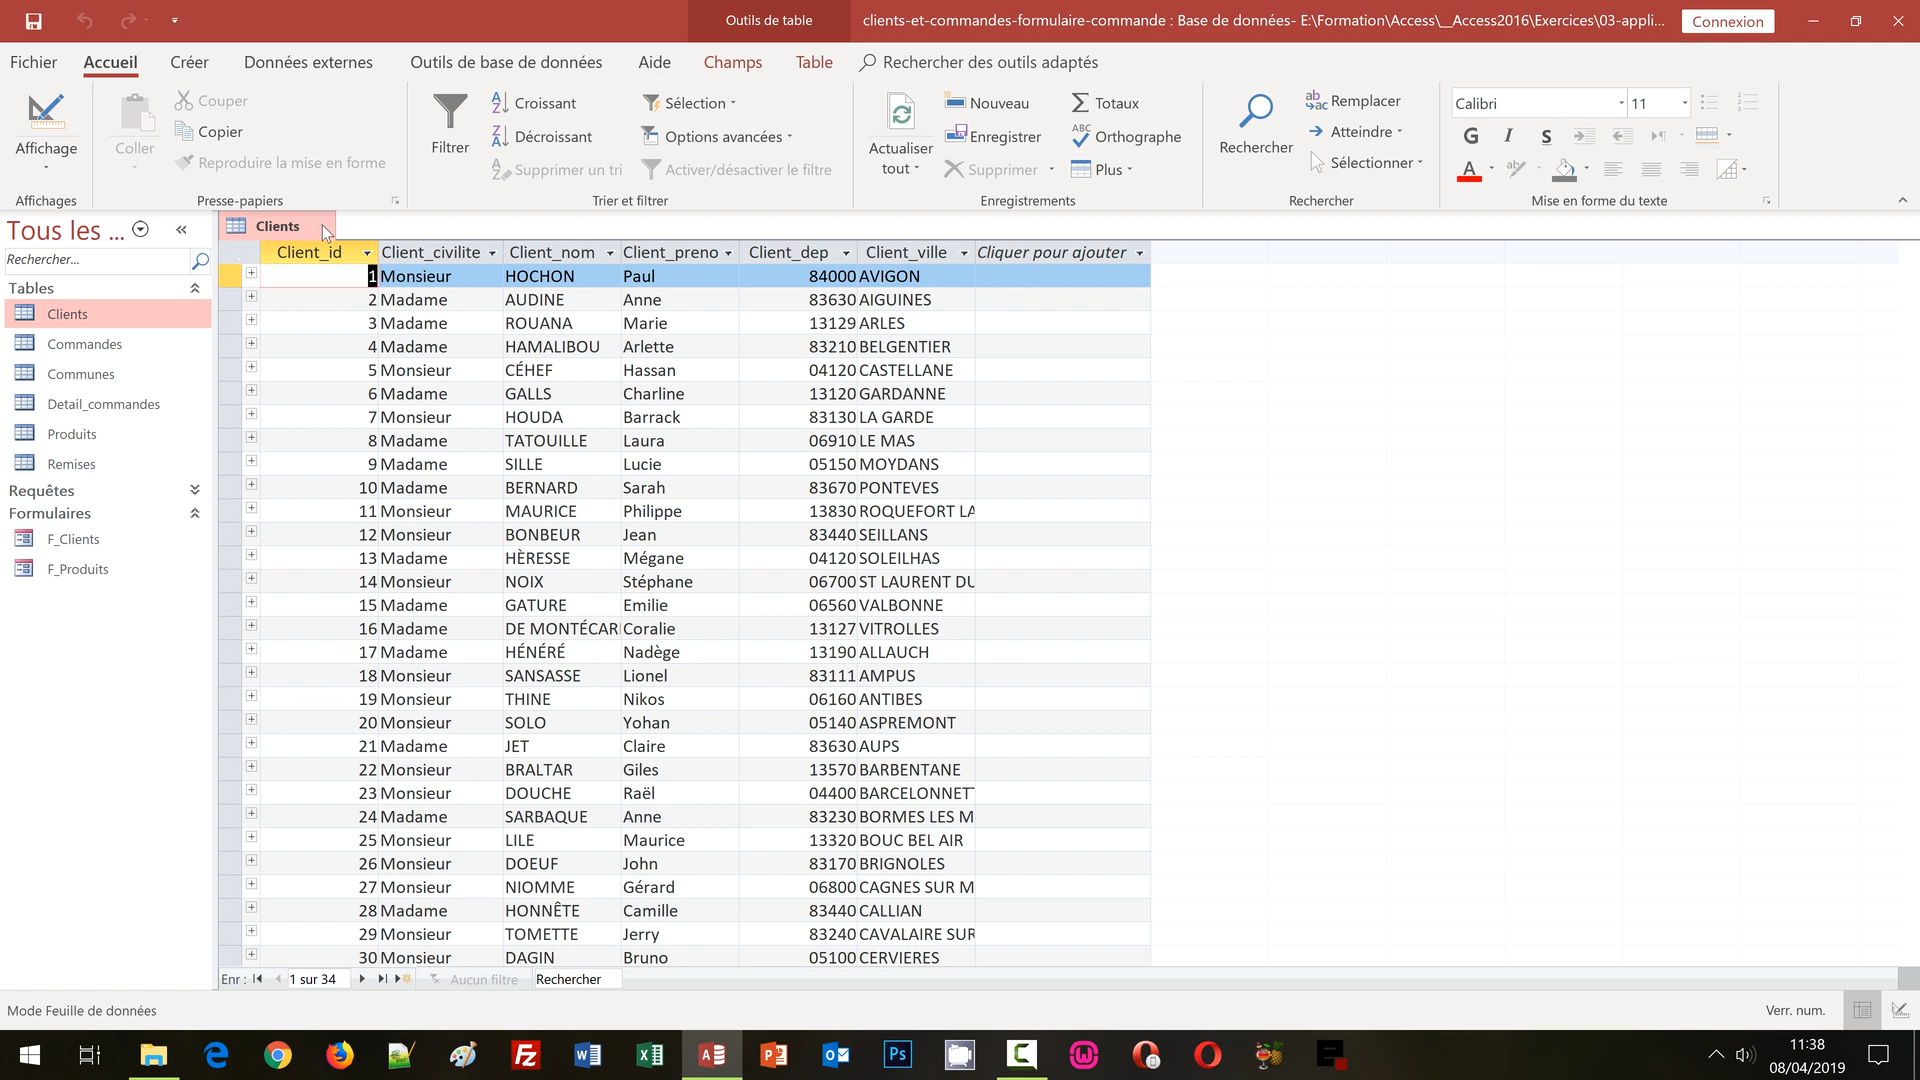 Outils de table
clients-et-commandes-formulaire-commande : Base de données- E:\Formation\Access\__Access2016\Exercices\03-appli...
Connexion
Fichier Accueil Créer Données externes Outils de base de données Aide Champs Table Rechercher des outils adaptés
Affichage
Coller
Couper
Copier
Reproduire la mise en forme
Filtrer
Croissant
Décroissant
Supprimer un tri
Sélection
Options avancées
Activer/désactiver le filtre
Actualiser
tout
Nouveau
Enregistrer
Supprimer
Totaux
Orthographe
Plus
Rechercher
Remplacer
Atteindre
Sélectionner
Calibri 11
G I S
Affichages Presse-papiers Trier et filtrer Enregistrements Rechercher Mise en forme du texte
Tous les ...
Rechercher...
Tables
Clients
Commandes
Communes
Detail_commandes
Produits
Remises
Requêtes
Formulaires
F_Clients
F_Produits
Clients
Client_id Client_civilite Client_nom Client_preno Client_dep Client_ville Cliquer pour ajouter
1 Monsieur HOCHON Paul 84000 AVIGON
2 Madame AUDINE Anne 83630 AIGUINES
3 Madame ROUANA Marie 13129 ARLES
4 Madame HAMALIBOU Arlette 83210 BELGENTIER
5 Monsieur CÉHEF Hassan 04120 CASTELLANE
6 Madame GALLS Charline 13120 GARDANNE
7 Monsieur HOUDA Barrack 83130 LA GARDE
8 Madame TATOUILLE Laura 06910 LE MAS
9 Madame SILLE Lucie 05150 MOYDANS
10 Madame BERNARD Sarah 83670 PONTEVES
11 Monsieur MAURICE Philippe 13830 ROQUEFORT LA
12 Monsieur BONBEUR Jean 83440 SEILLANS
13 Madame HÈRESSE Mégane 04120 SOLEILHAS
14 Monsieur NOIX Stéphane 06700 ST LAURENT DU
15 Madame GATURE Emilie 06560 VALBONNE
16 Madame DE MONTÉCAR Coralie 13127 VITROLLES
17 Madame HÉNÉRÉ Nadège 13190 ALLAUCH
18 Monsieur SANSASSE Lionel 83111 AMPUS
19 Monsieur THINE Nikos 06160 ANTIBES
20 Monsieur SOLO Yohan 05140 ASPREMONT
21 Madame JET Claire 83630 AUPS
22 Monsieur BRALTAR Giles 13570 BARBENTANE
23 Monsieur DOUCHE Raël 04400 BARCELONNET
24 Madame SARBAQUE Anne 83230 BORMES LES M
25 Monsieur LILE Maurice 13320 BOUC BEL AIR
26 Monsieur DOEUF John 83170 BRIGNOLES
27 Monsieur NIOMME Gérard 06800 CAGNES SUR M
28 Madame HONNÊTE Camille 83440 CALLIAN
29 Monsieur TOMETTE Jerry 83240 CAVALAIRE SUR
30 Monsieur DAGIN Bruno 05100 CERVIERES
Enr : 1 sur 34 Aucun filtre Rechercher
Mode Feuille de données Verr. num.
11:38
08/04/2019